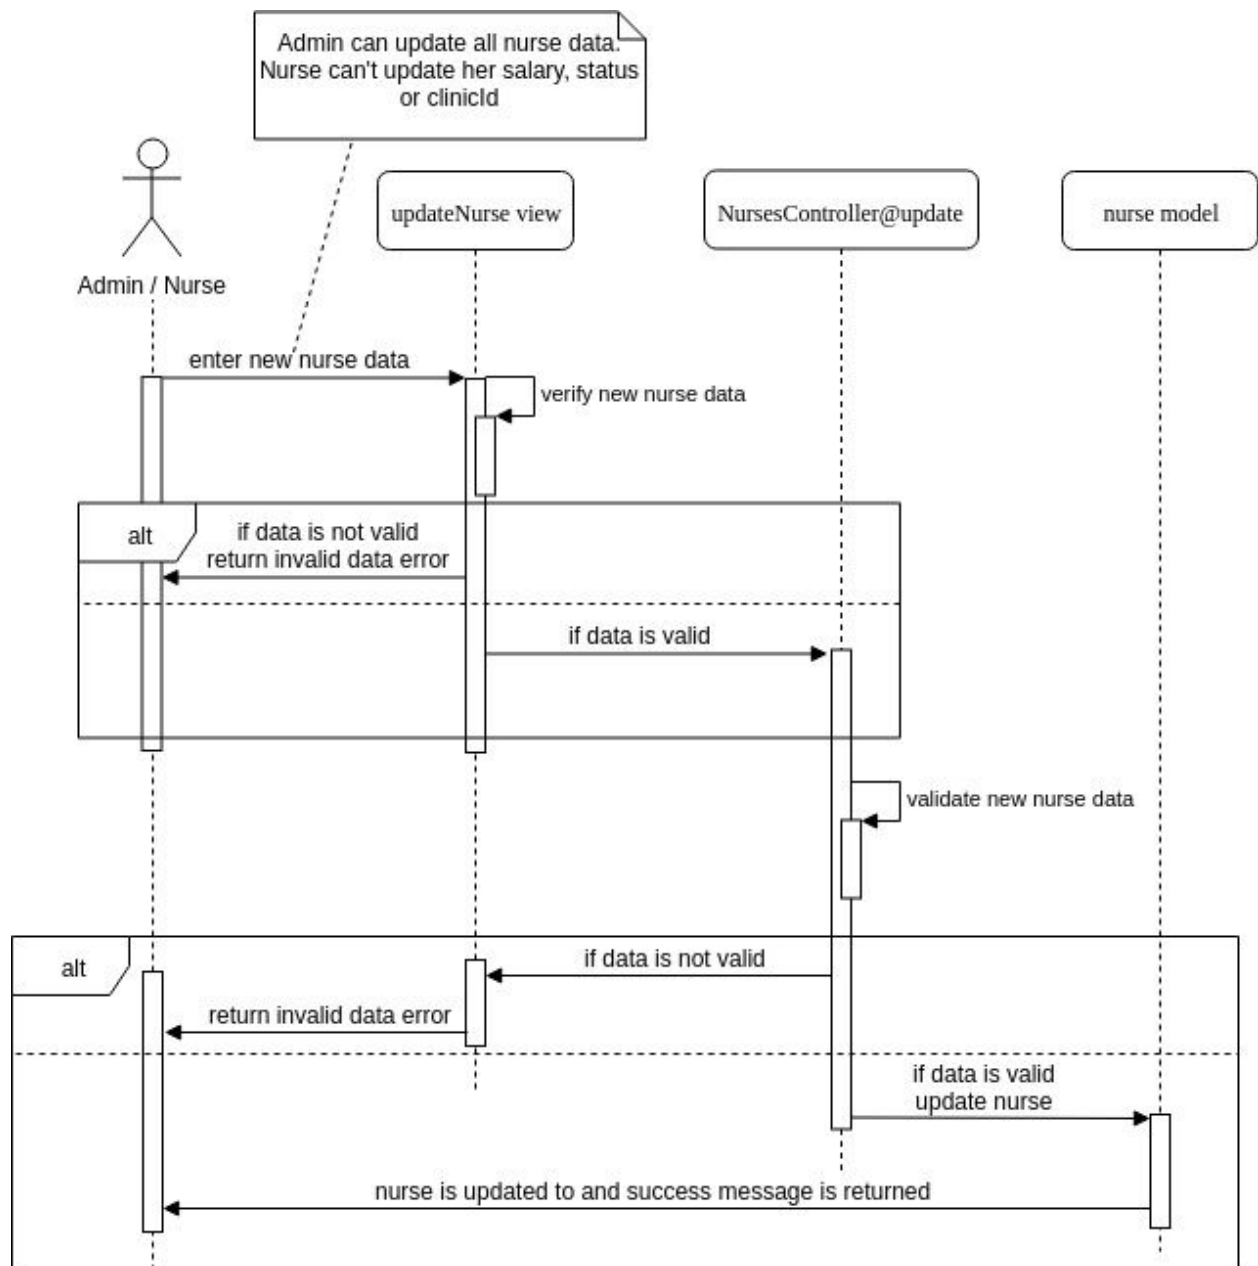 Admin can update all nurse data.
Nurse can't update her salary, status
or clinicId
updateNurse view
NursesController@update
nurse model
Admin / Nurse
enter new nurse data
verify new nurse data
alt
if data is not valid
return invalid data error
if data is valid
validate new nurse data
alt
if data is not valid
return invalid data error
if data is valid
update nurse
nurse is updated to and success message is returned